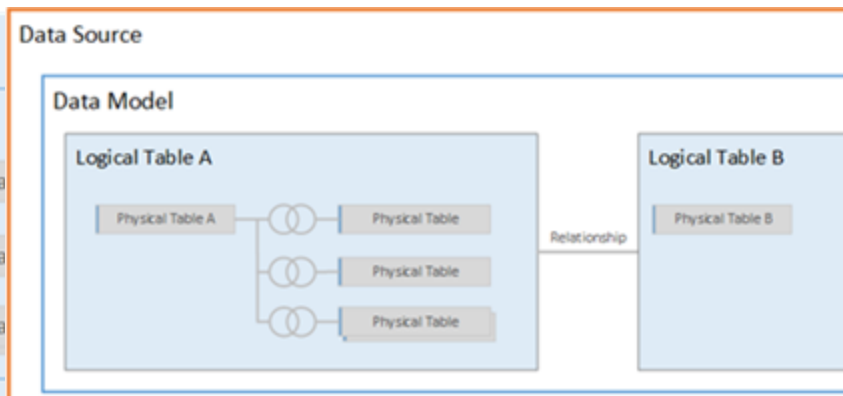 Data Source
Data Model
Logical Table A
Logical Table B
Physical Table A
Physical Table
Physical Table B
Relationship
Physical Table
Physical Table